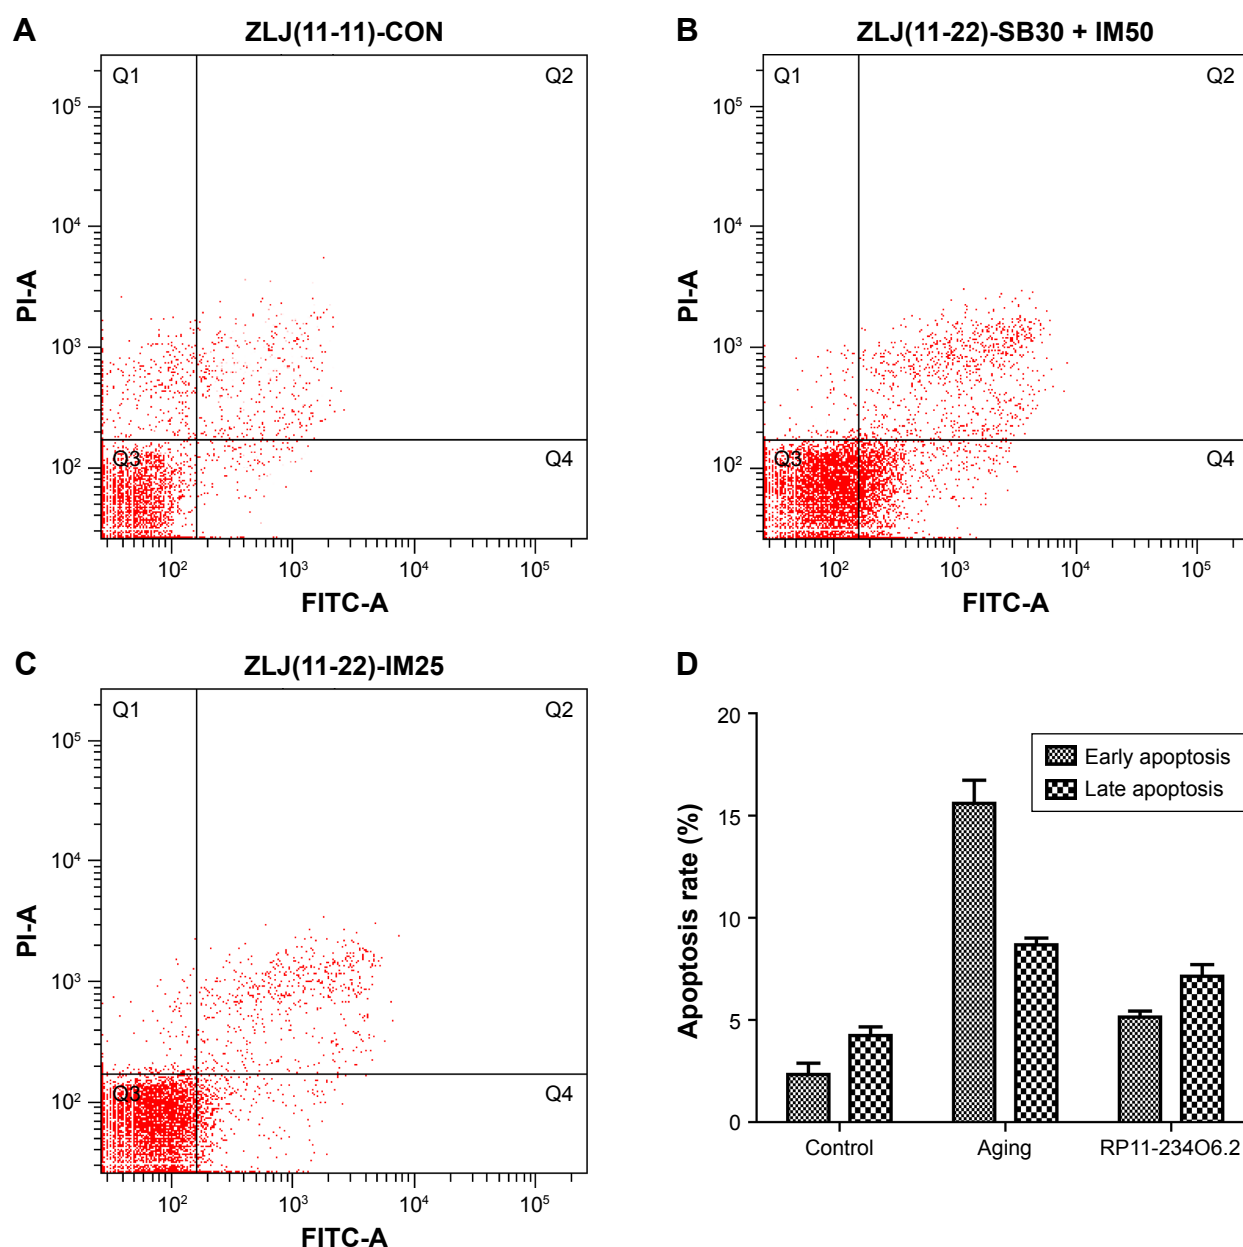 A
ZLJ(11-11)-CON
Q1
Q2
Q3
Q4
10⁵
10⁴
10³
10²
PI-A
10²
10³
10⁴
10⁵
FITC-A
B
ZLJ(11-22)-SB30 + IM50
Q1
Q2
Q3
Q4
10⁵
10⁴
10³
10²
PI-A
10²
10³
10⁴
10⁵
FITC-A
C
ZLJ(11-22)-IM25
Q1
Q2
Q3
Q4
10⁵
10⁴
10³
10²
PI-A
10²
10³
10⁴
10⁵
FITC-A
D
20
15
10
5
0
Apoptosis rate (%)
Early apoptosis
Late apoptosis
Control
Aging
RP11-234O6.2